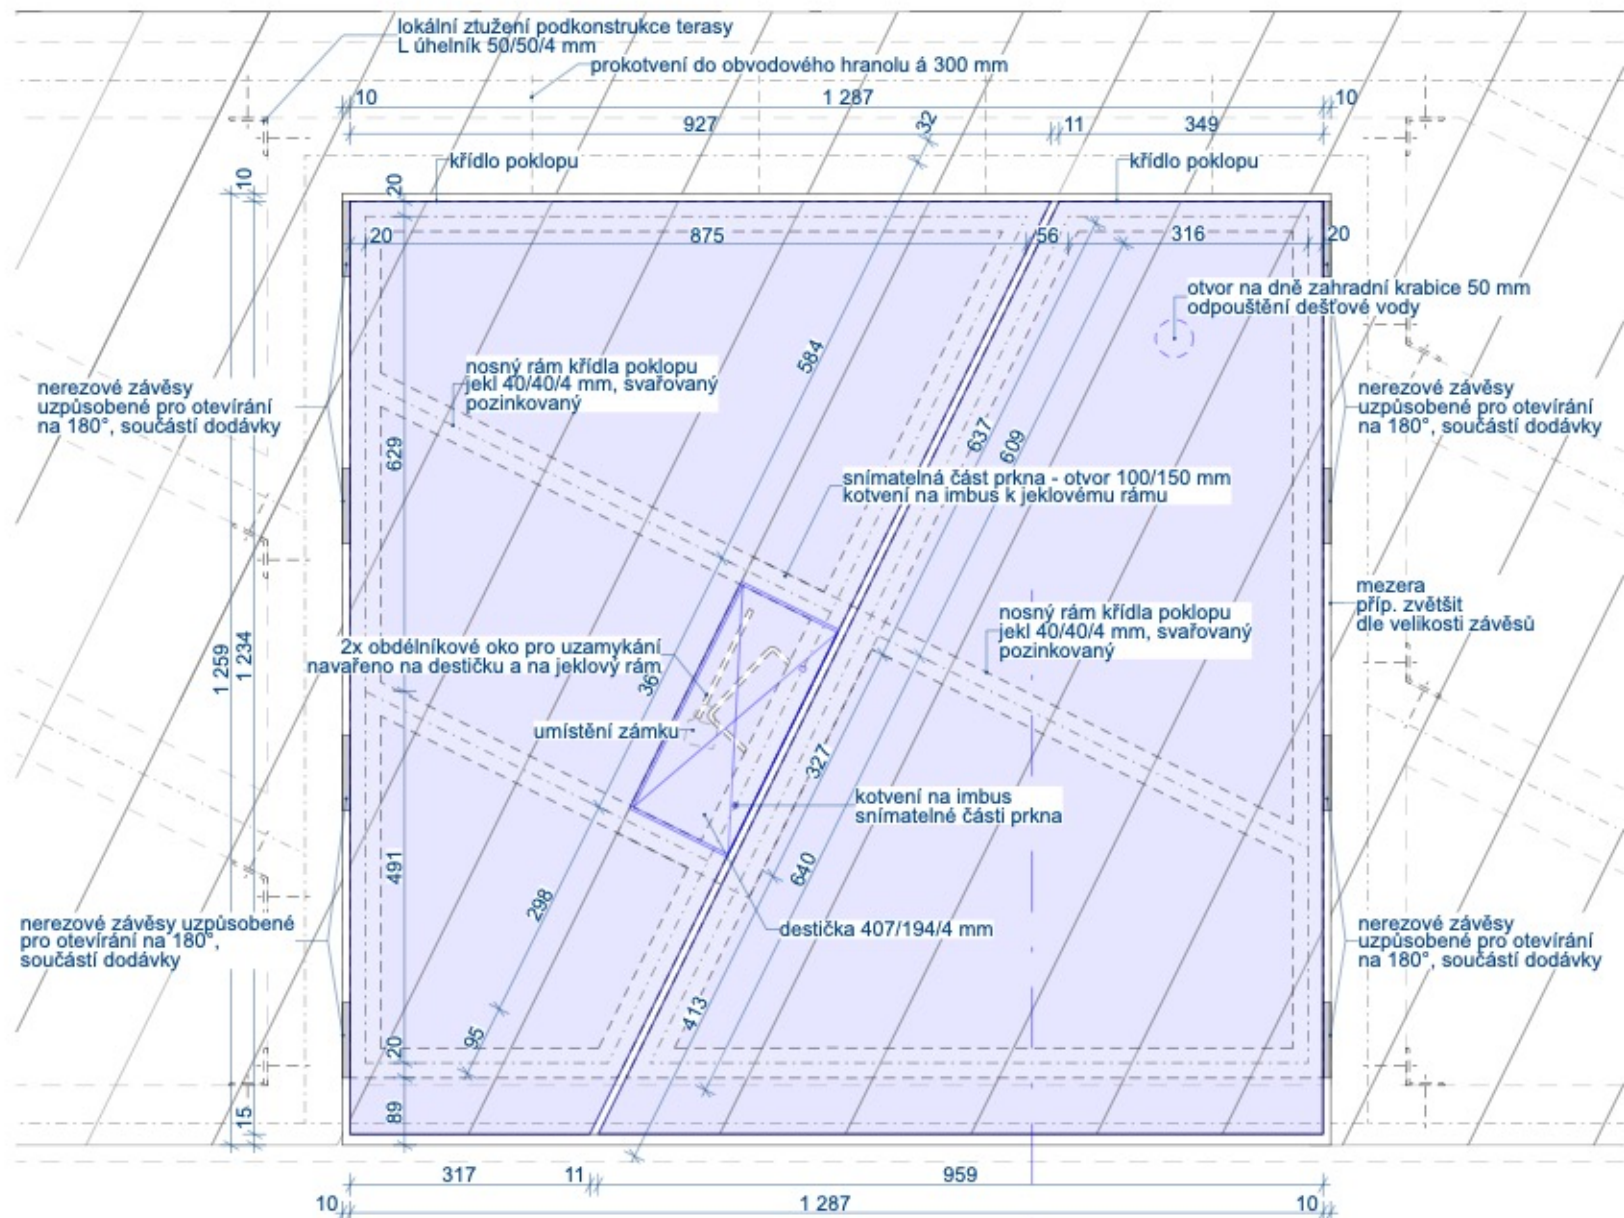 lokální ztužení podkonstrukce terasy
L úhelník 50/50/4 mm
prokotvení do obvodového hranolu á 300 mm
10
1 287
10
927
32
11
349
křídlo poklopu
křídlo poklopu
10
20
20
875
56
316
20
otvor na dně zahradní krabice 50 mm
odpouštění dešťové vody
584
nosný rám křídla poklopu
jekl 40/40/4 mm, svařovaný
pozinkovaný
nerezové závěsy
uzpůsobené pro otevírání
na 180°, součástí dodávky
nerezové závěsy
uzpůsobené pro otevírání
na 180°, součástí dodávky
629
637
609
snímatelná část prkna - otvor 100/150 mm
kotvení na imbus k jeklovému rámu
mezera
příp. zvětšit
dle velikosti závěsů
nosný rám křídla poklopu
jekl 40/40/4 mm, svařovaný
pozinkovaný
2x obdélníkové oko pro uzamykání
navařeno na destičku a na jeklový rám
1 259
1 234
umístění zámku
327
kotvení na imbus
snímatelné části prkna
491
640
298
destička 407/194/4 mm
nerezové závěsy uzpůsobené
pro otevírání na 180°,
součástí dodávky
nerezové závěsy
uzpůsobené pro otevírání
na 180°, součástí dodávky
413
95
20
89
15
317
11
959
10
1 287
10